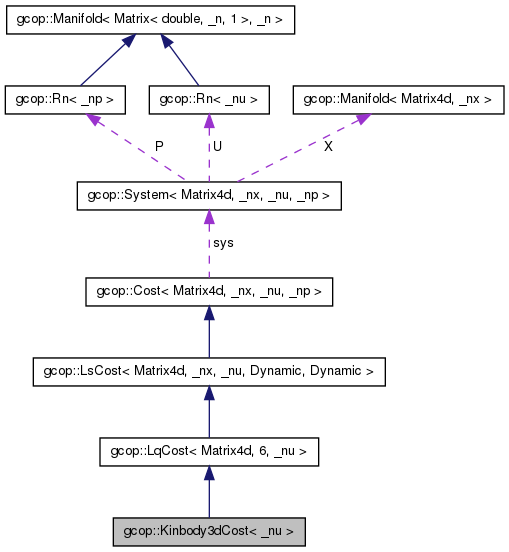 gcop::Manifold< Matrix< double, _n, 1 >, _n >
gcop::Rn< _np >
gcop::Rn< _nu >
gcop::Manifold< Matrix4d, _nx >
P
U
X
gcop::System< Matrix4d, _nx, _nu, _np >
sys
gcop::Cost< Matrix4d, _nx, _nu, _np >
gcop::LsCost< Matrix4d, _nx, _nu, Dynamic, Dynamic >
gcop::LqCost< Matrix4d, 6, _nu >
gcop::Kinbody3dCost< _nu >